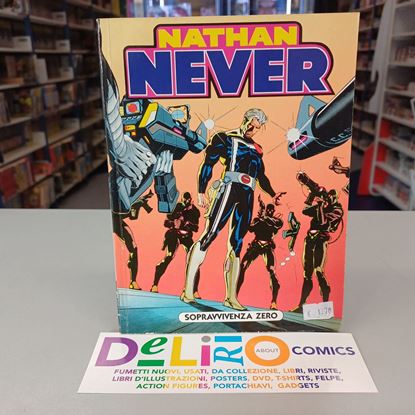 NATHAN
NEVER
SOPRAVVIVENZA ZERO
DeLiRiO ABOUT COMICS
FUMETTI NUOVI, USATI, DA COLLEZIONE, LIBRI, RIVISTE,
LIBRI D'ILLUSTRAZIONI, POSTERS, DVD, T-SHIRTS, FELPE,
ACTION FIGURES, PORTACHIAVI, GADGETS